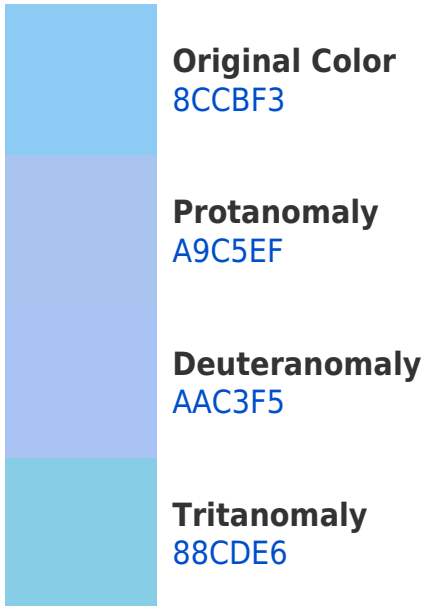 Original Color
8CCBF3
Protanomaly
A9C5EF
Deuteranomaly
AAC3F5
Tritanomaly
88CDE6